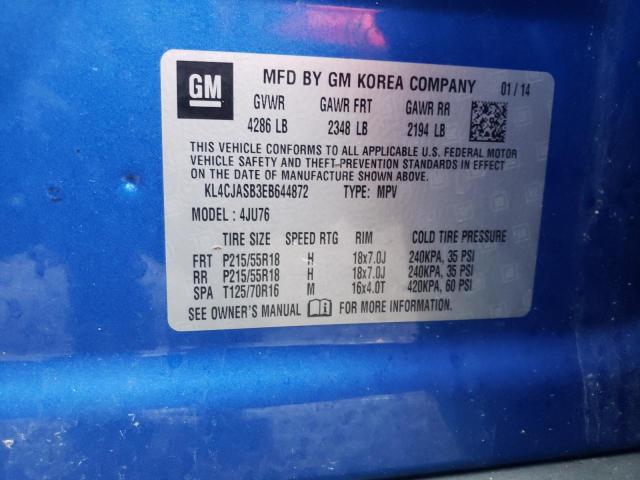 GM
MFD BY GM KOREA COMPANY 01 / 14
GVWR GAWR FRT GAWR RR
4286 LB 2348 LB 2194 LB
THIS VEHICLE CONFORMS TO ALL APPLICABLE U.S. FEDERAL MOTOR
VEHICLE SAFETY AND THEFT PREVENTION STANDARDS IN EFFECT
ON THE DATE OF MANUFACTURE SHOWN ABOVE.
KL4CJASB3EB644872 TYPE: MPV
MODEL : 4JU76
TIRE SIZE SPEED RTG RIM COLD TIRE PRESSURE
FRT P215/55R18 H 18x7.0J 240KPA, 35 PSI
RR P215/55R18 H 18x7.0J 240KPA, 35 PSI
SPA T125/70R16 M 16x4.0T 420KPA, 60 PSI
SEE OWNER'S MANUAL FOR MORE INFORMATION